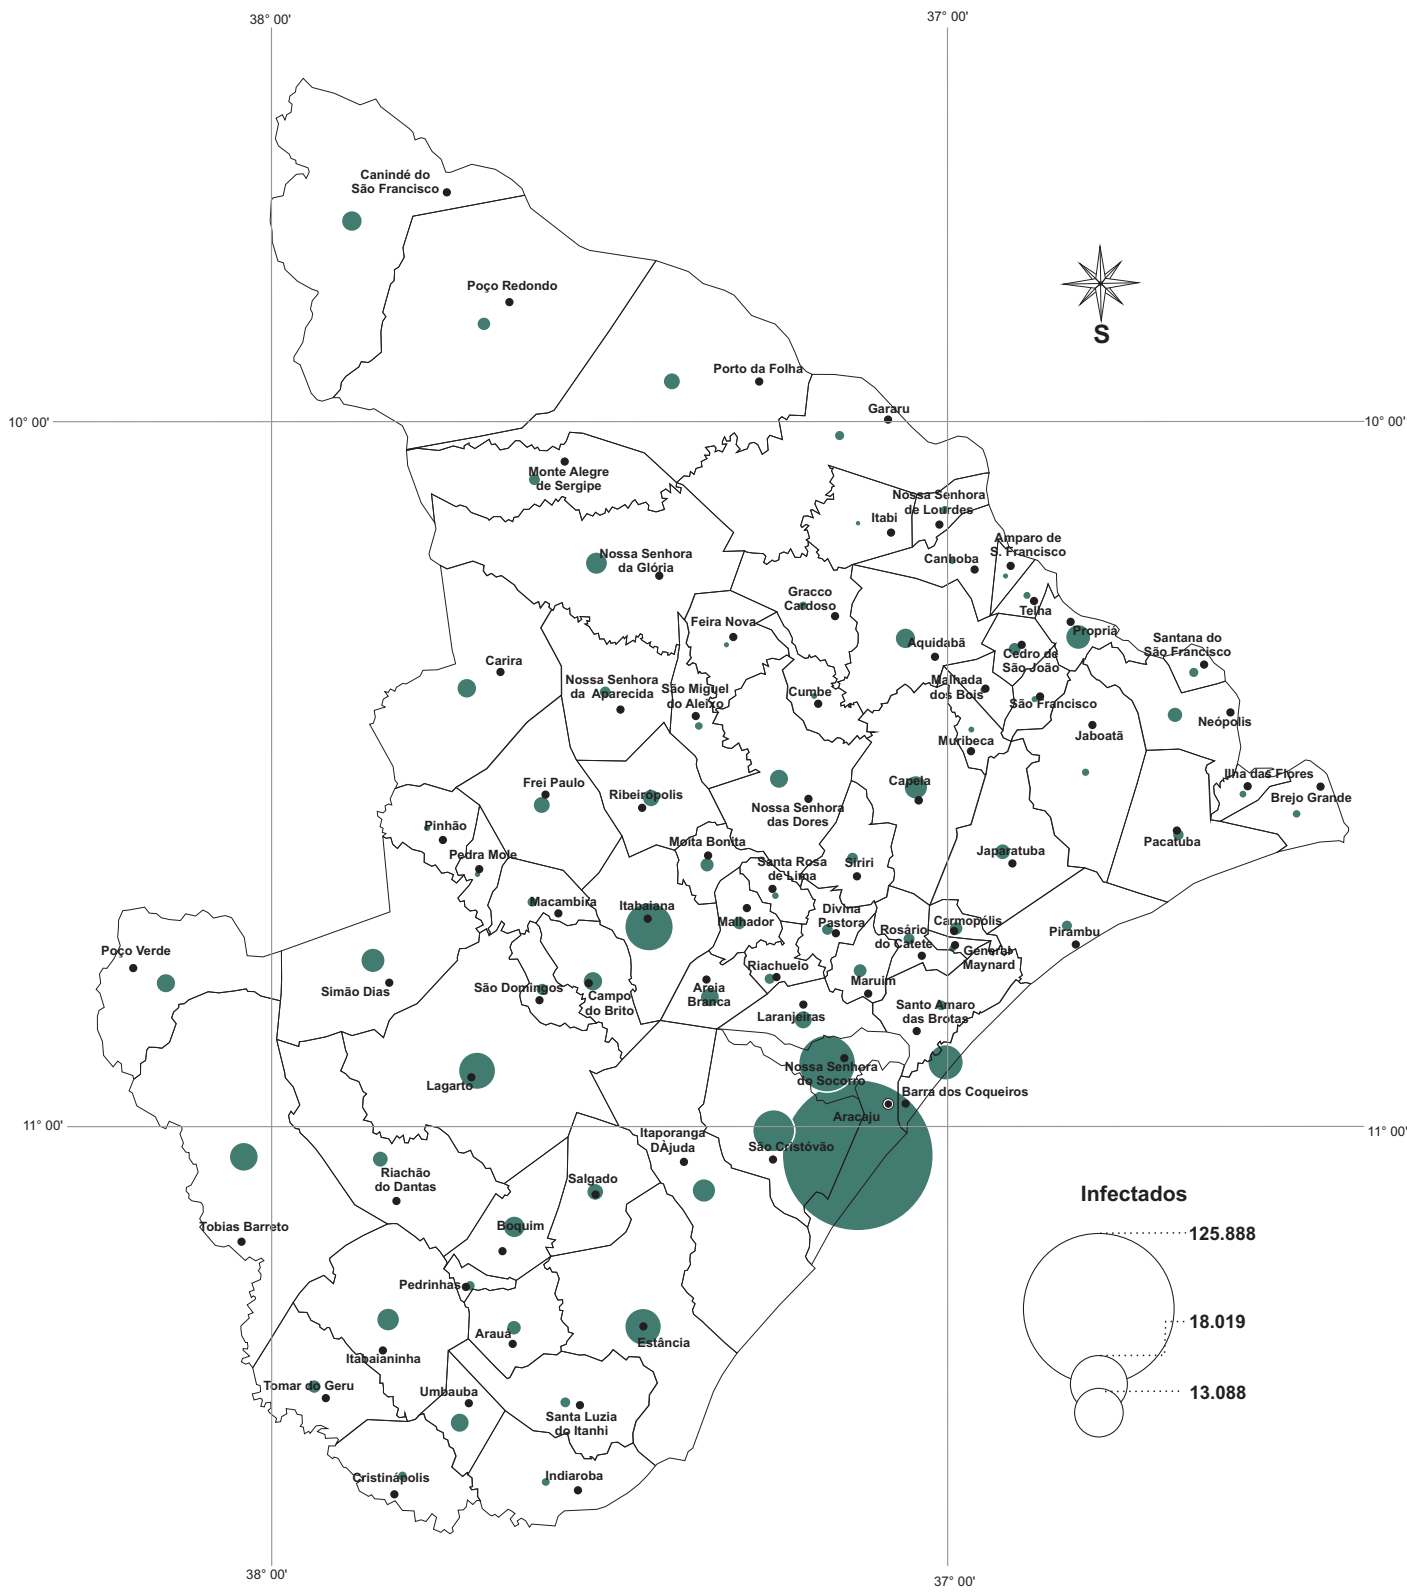 38° 00'
37° 00'
Canindé do
São Francisco
Poço Redondo
S
Porto da Folha
Gararu
10° 00'
10° 00'
Monte Alegre
de Sergipe
Nossa Senhora
de Lourdes
Itabi
Amparo de
S. Francisco
Canhoba
Nossa Senhora
da Glória
Gracco
Cardoso
Telha
Feira Nova
Propriá
Santana do
São Francisco
Aquidabã
Cedro de
São João
Carira
Nossa Senhora
da Aparecida
São Miguel
do Aleixo
Cumbe
Malhada
dos Bois
São Francisco
Neópolis
Jaboatã
Muribeca
Ilha das Flores
Brejo Grande
Frei Paulo
Ribeirópolis
Capela
Nossa Senhora
das Dores
Pinhão
Pedra Mole
Moita Bonita
Santa Rosa
de Lima
Siriri
Japaratuba
Pacatuba
Macambira
Itabaiana
Malhador
Divina
Pastora
Rosário
do Catete
Carmopólis
Pirambu
General
Maynard
Poço Verde
Simão Dias
São Domingos
Campo
do Brito
Areia
Branca
Riachuelo
Maruim
Laranjeiras
Santo Amaro
das Brotas
Lagarto
Nossa Senhora
do Socorro
Barra dos Coqueiros
Aracaju
11° 00'
11° 00'
Itaporanga
DÀjuda
São Cristóvão
Riachão
do Dantas
Salgado
Infectados
Tobias Barreto
Boquim
125.888
Pedrinhas
18.019
Arauá
Estância
Itabaianinha
Tomar do Geru
Umbauba
13.088
Santa Luzia
do Itanhi
Cristinápolis
Indiaroba
38° 00'
37° 00'